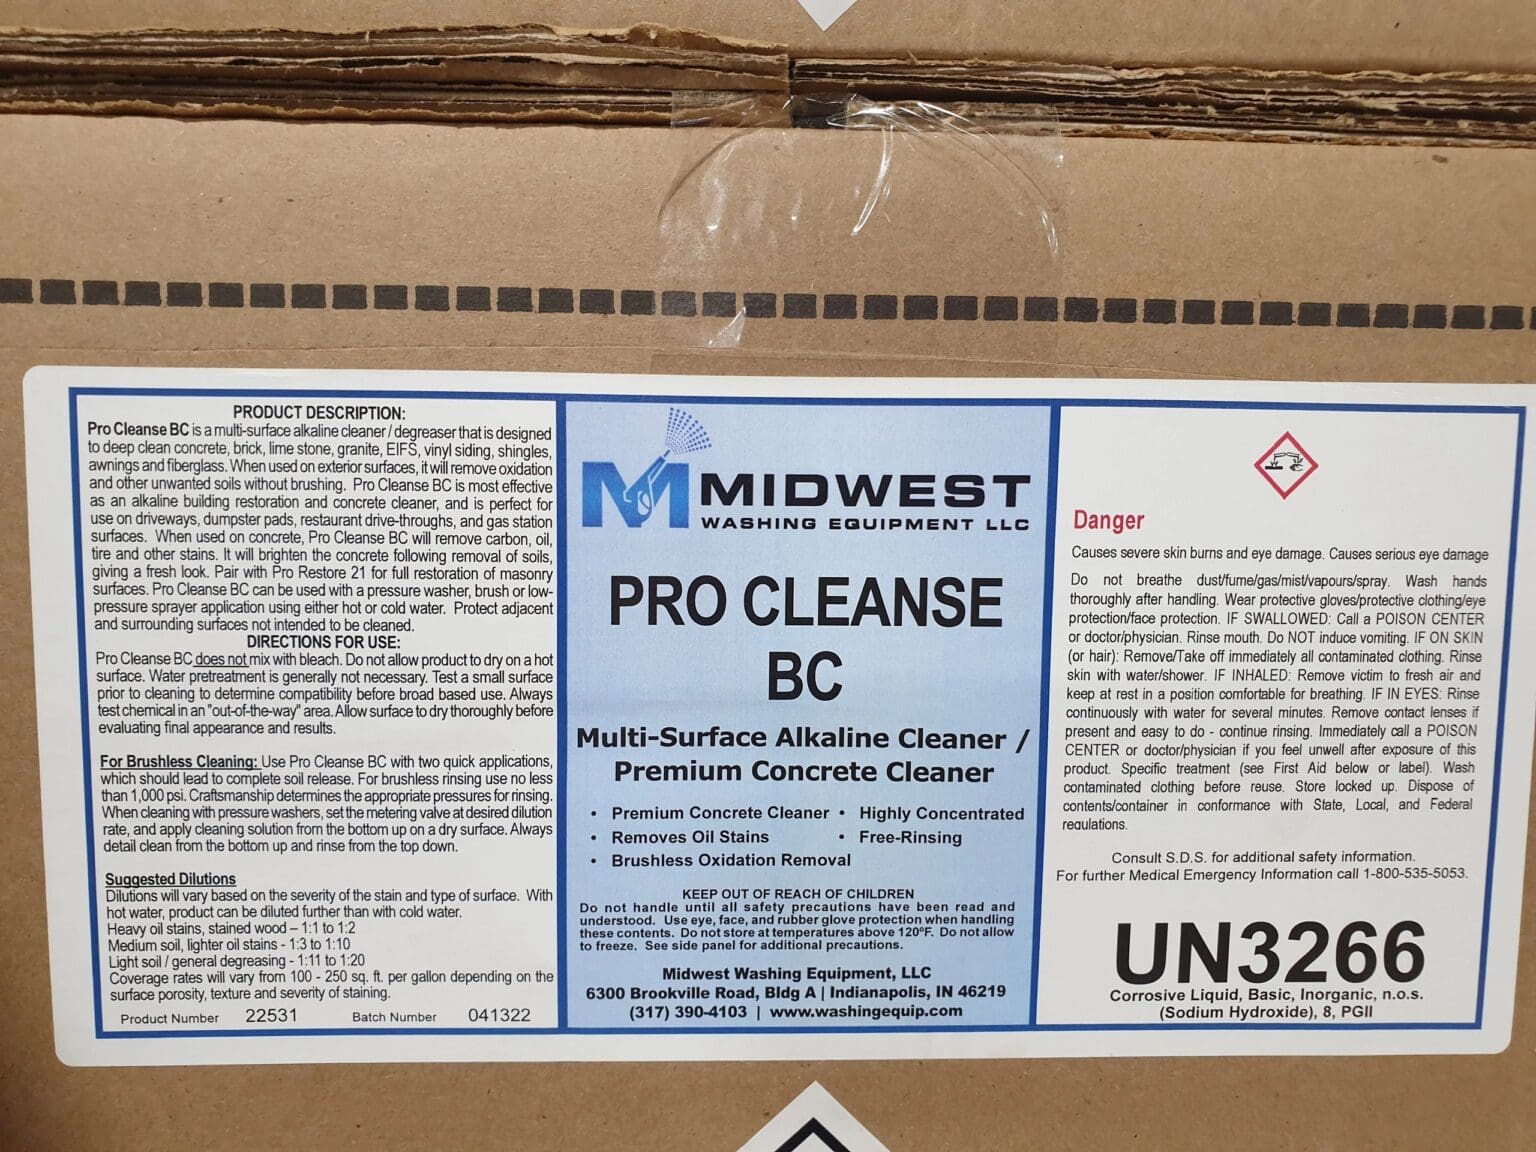 PRODUCT DESCRIPTION:
Pro Cleanse BC is a multi-surface alkaline cleaner / degreaser that is designed
to deep clean concrete, brick, lime stone, granite, EIFS, vinyl siding, shingles,
awnings and fiberglass. When used on exterior surfaces, it will remove oxidation
and other unwanted soils without brushing. Pro Cleanse BC is most effective
as an alkaline building restoration and concrete cleaner, and is perfect for
use on driveways, dumpster pads, restaurant drive-throughs, and gas station
surfaces. When used on concrete, Pro Cleanse BC will remove carbon, oil,
tire and other stains. It will brighten the concrete following removal of soils,
giving a fresh look. Pair with Pro Restore 21 for full restoration of masonry
surfaces. Pro Cleanse BC can be used with a pressure washer, brush or low-
pressure sprayer application using either hot or cold water. Protect adjacent
and surrounding surfaces not intended to be cleaned.
DIRECTIONS FOR USE:
Pro Cleanse BC does not mix with bleach. Do not allow product to dry on a hot
surface. Water pretreatment is generally not necessary. Test a small surface
prior to cleaning to determine compatibility before broad based use. Always
test chemical in an "out-of-the-way" area. Allow surface to dry thoroughly before
evaluating final appearance and results.
For Brushless Cleaning: Use Pro Cleanse BC with two quick applications,
which should lead to complete soil release. For brushless rinsing use no less
than 1,000 psi. Craftsmanship determines the appropriate pressures for rinsing.
When cleaning with pressure washers, set the metering valve at desired dilution
rate, and apply cleaning solution from the bottom up on a dry surface. Always
detail clean from the bottom up and rinse from the top down.
Suggested Dilutions
Dilutions will vary based on the severity of the stain and type of surface. With
hot water, product can be diluted further than with cold water.
Heavy oil stains, stained wood – 1:1 to 1:2
Medium soil, lighter oil stains - 1:3 to 1:10
Light soil / general degreasing - 1:11 to 1:20
Coverage rates will vary from 100 - 250 sq. ft. per gallon depending on the
surface porosity, texture and severity of staining.
Product Number 22531 Batch Number 041322
MIDWEST
WASHING EQUIPMENT LLC
PRO CLEANSE
BC
Multi-Surface Alkaline Cleaner /
Premium Concrete Cleaner
• Premium Concrete Cleaner • Highly Concentrated
• Removes Oil Stains • Free-Rinsing
• Brushless Oxidation Removal
KEEP OUT OF REACH OF CHILDREN
Do not handle until all safety precautions have been read and
understood. Use eye, face, and rubber glove protection when handling
these contents. Do not store at temperatures above 120ºF. Do not allow
to freeze. See side panel for additional precautions.
Midwest Washing Equipment, LLC
6300 Brookville Road, Bldg A | Indianapolis, IN 46219
(317) 390-4103 | www.washingequip.com
Danger
Causes severe skin burns and eye damage. Causes serious eye damage
Do not breathe dust/fume/gas/mist/vapours/spray. Wash hands
thoroughly after handling. Wear protective gloves/protective clothing/eye
protection/face protection. IF SWALLOWED: Call a POISON CENTER
or doctor/physician. Rinse mouth. Do NOT induce vomiting. IF ON SKIN
(or hair): Remove/Take off immediately all contaminated clothing. Rinse
skin with water/shower. IF INHALED: Remove victim to fresh air and
keep at rest in a position comfortable for breathing. IF IN EYES: Rinse
continuously with water for several minutes. Remove contact lenses if
present and easy to do - continue rinsing. Immediately call a POISON
CENTER or doctor/physician if you feel unwell after exposure of this
product. Specific treatment (see First Aid below or label). Wash
contaminated clothing before reuse. Store locked up. Dispose of
contents/container in conformance with State, Local, and Federal
regulations.
Consult S.D.S. for additional safety information.
For further Medical Emergency Information call 1-800-535-5053.
UN3266
Corrosive Liquid, Basic, Inorganic, n.o.s.
(Sodium Hydroxide), 8, PGII